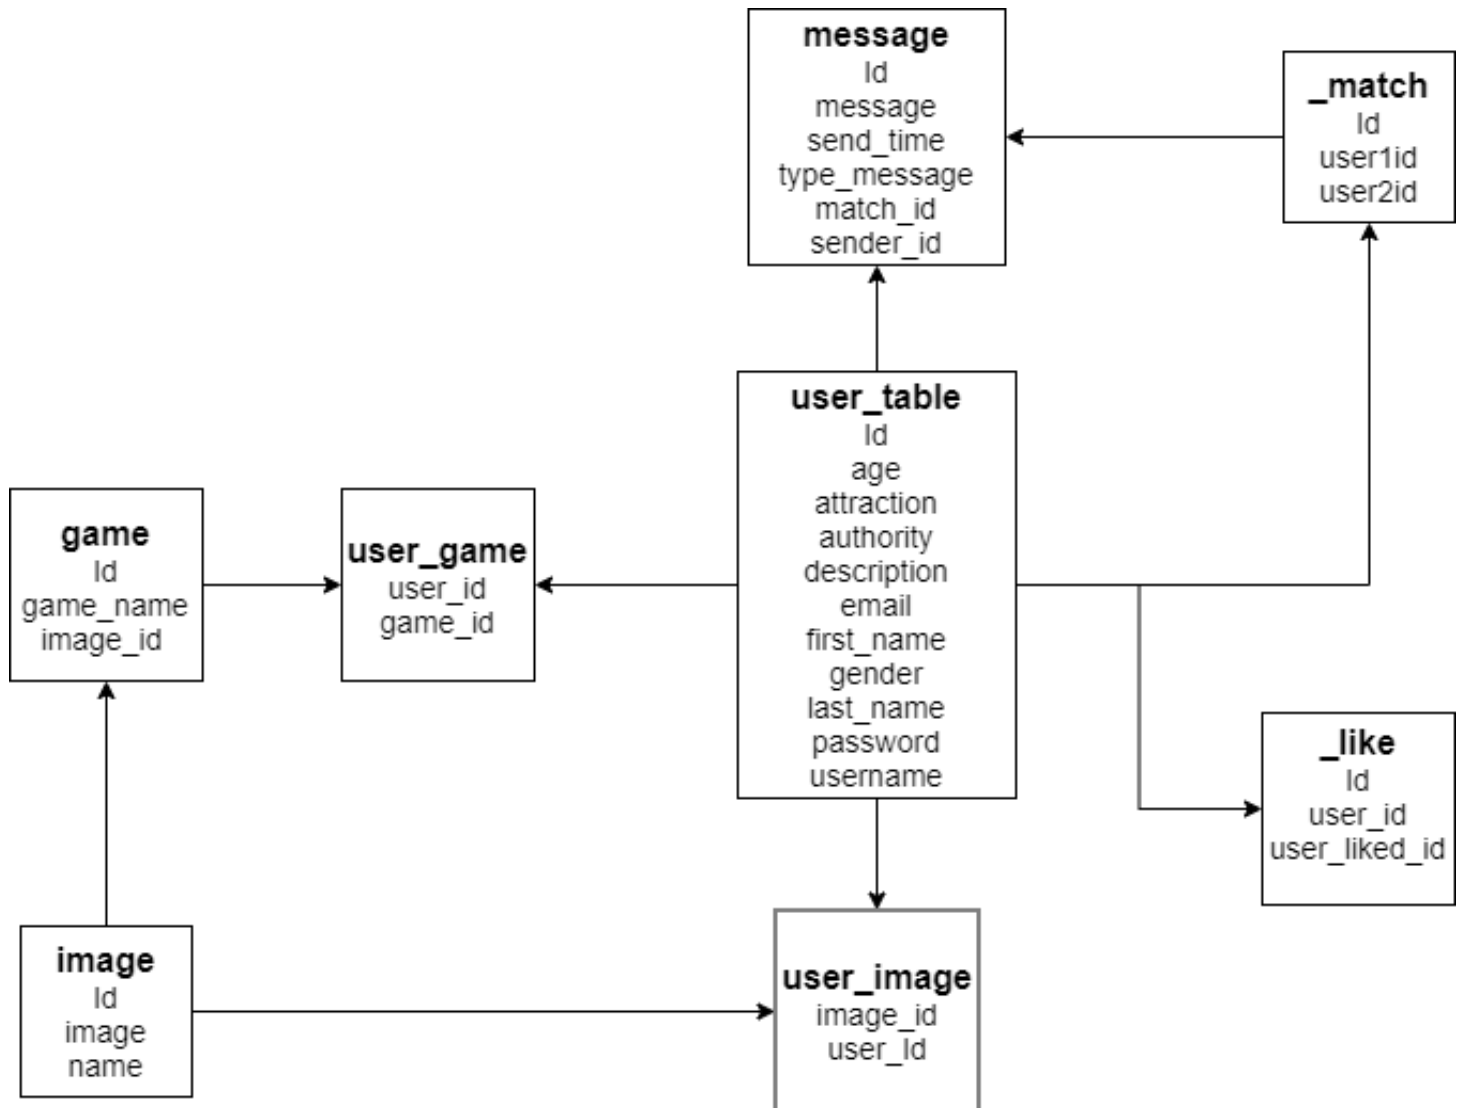 message
Id
message
send_time
type_message
match_id
sender_id
_match
Id
user1id
user2id
user_table
Id
age
attraction
authority
description
email
first_name
gender
last_name
password
username
game
Id
game_name
image_id
user_game
user_id
game_id
_like
Id
user_id
user_liked_id
image
Id
image
name
user_image
image_id
user_Id